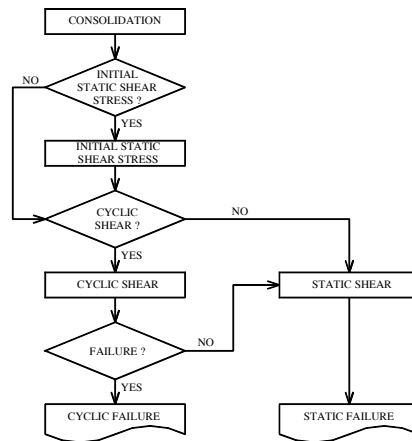 CONSOLIDATION
INITIAL
STATIC SHEAR
STRESS ?
NO
YES
INITIAL STATIC
SHEAR STRESS
CYCLIC
SHEAR ?
NO
YES
CYCLIC SHEAR
STATIC SHEAR
FAILURE ?
NO
YES
CYCLIC FAILURE
STATIC FAILURE